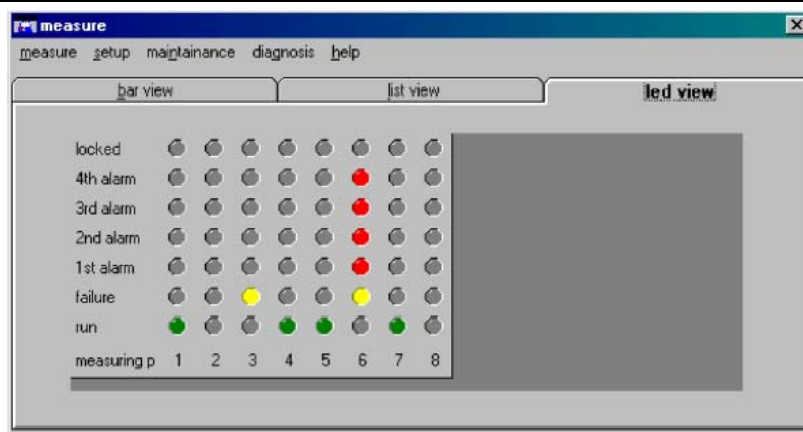 measure
measure setup maintainance diagnosis help
bar view list view led view
locked
4th alarm
3rd alarm
2nd alarm
1st alarm
failure
run
measuring p 1 2 3 4 5 6 7 8